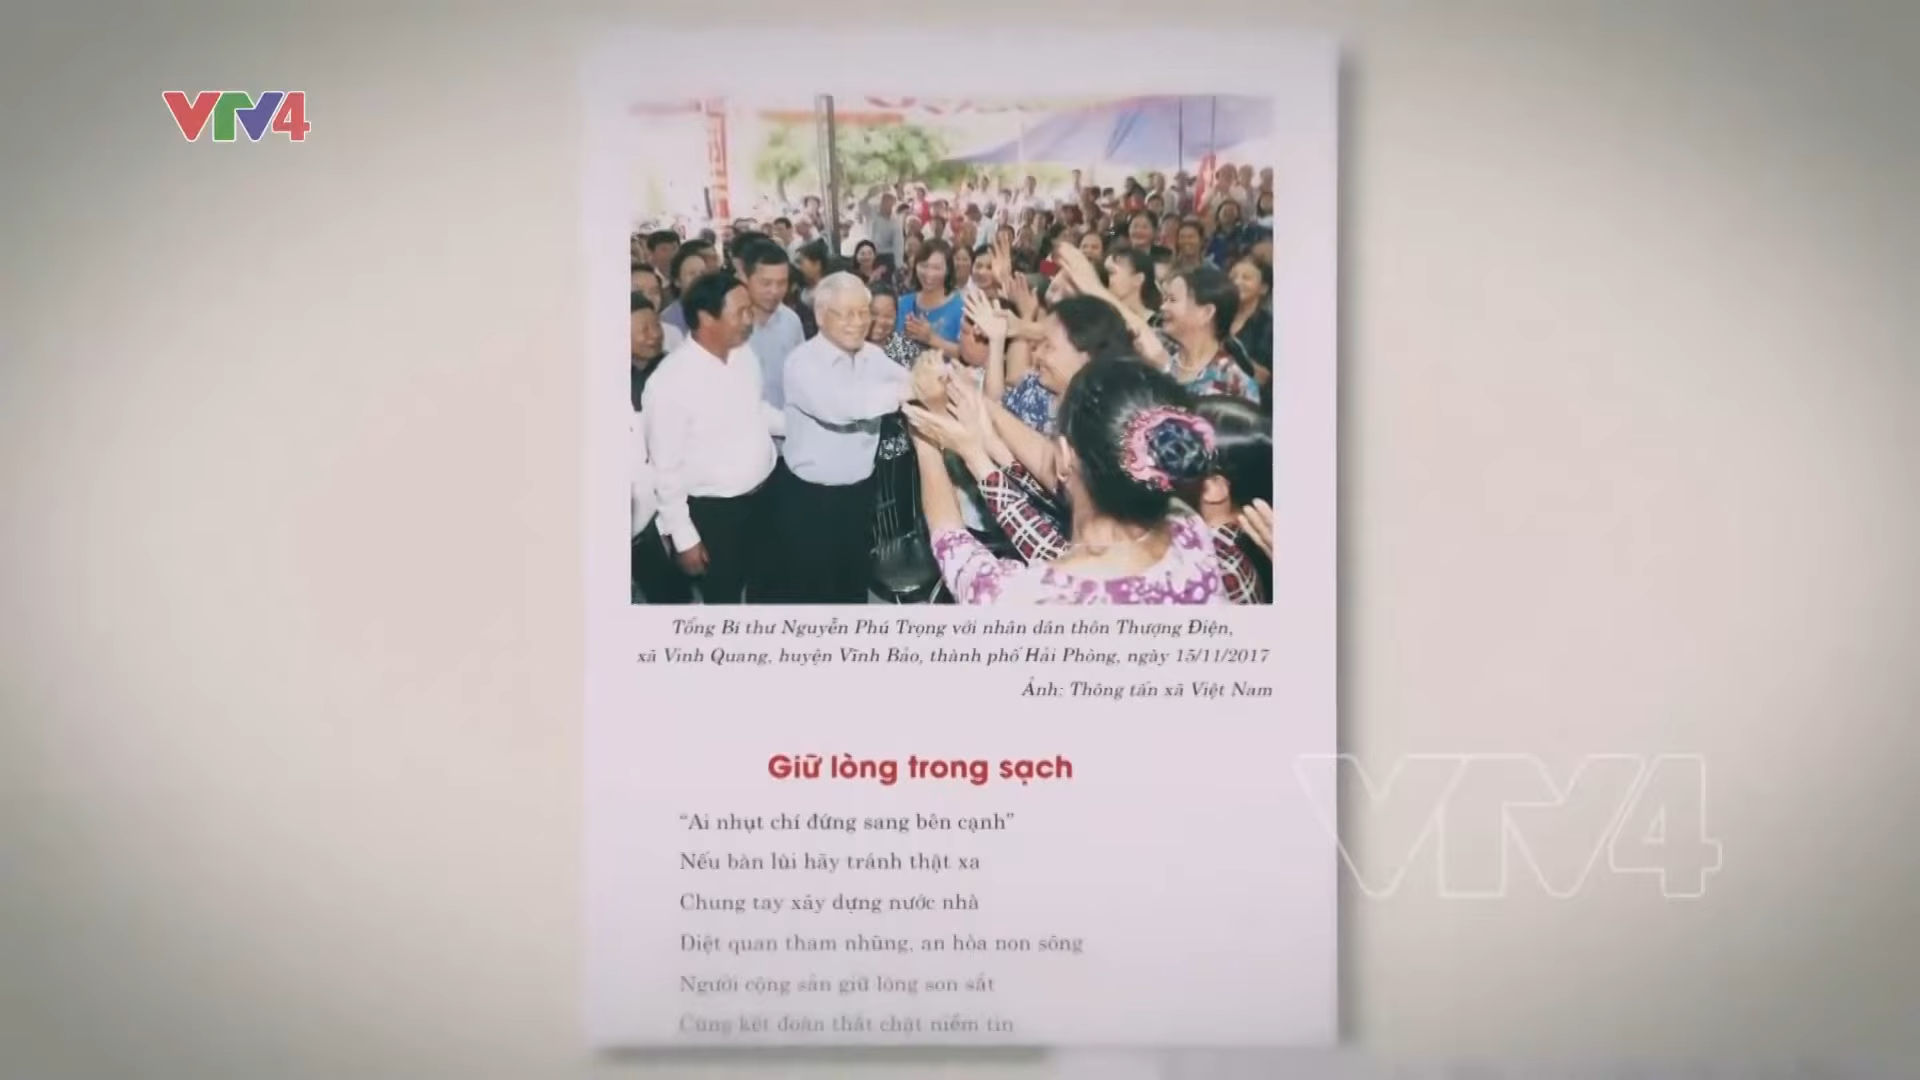 VTV4
Tổng Bí thư Nguyễn Phú Trọng với nhân dân thôn Thượng Điện,
xã Vinh Quang, huyện Vĩnh Bảo, thành phố Hải Phòng, ngày 15/11/2017
Ảnh: Thông tấn xã Việt Nam
Giữ lòng trong sạch
“Ai nhụt chí đứng sang bên cạnh”
Nếu bàn lùi hãy tránh thật xa
Chung tay xây dựng nước nhà
Diệt quan tham nhũng, an hòa non sông
Người cộng sản giữ lòng son sắt
Cùng kết đoàn thắt chặt niềm tin
VTV4